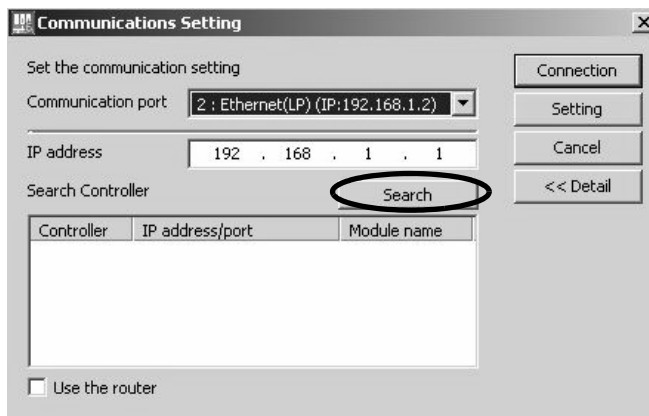 Communications Setting
Set the communication setting
Communication port 2 : Ethernet(LP) (IP:192.168.1.2)
IP address 192 . 168 . 1 . 1
Search Controller Search
Controller IP address/port Module name
Use the router
Connection
Setting
Cancel
<< Detail